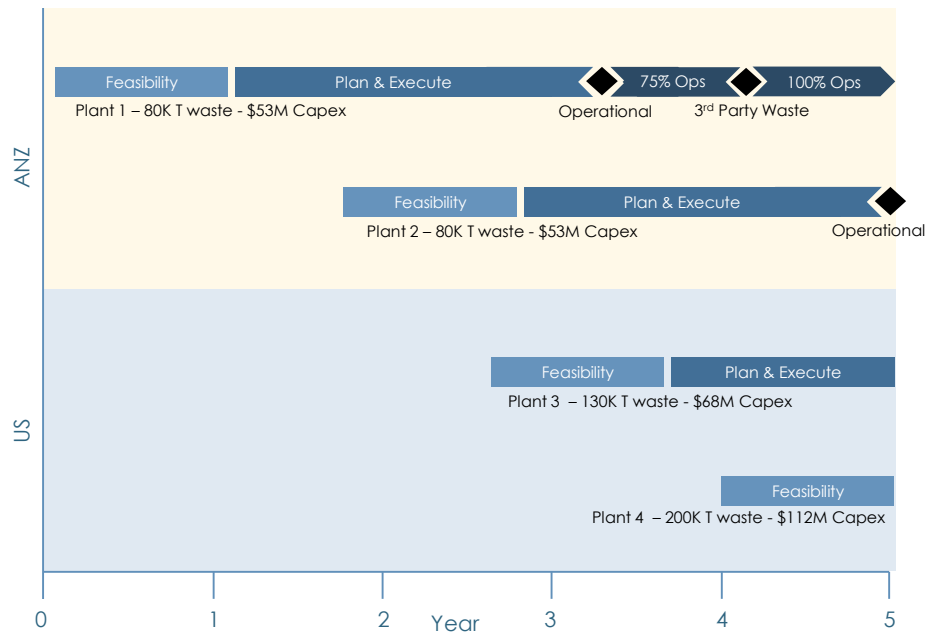 Feasibility
Plan & Execute
75% Ops
100% Ops
Plant 1 – 80K T waste - $53M Capex
Operational
3rd Party Waste
ANZ
Feasibility
Plan & Execute
Plant 2 – 80K T waste - $53M Capex
Operational
Feasibility
Plan & Execute
Plant 3  – 130K T waste - $68M Capex
US
Feasibility
Plant 4  – 200K T waste - $112M Capex
0
1
2
3
4
5
Year